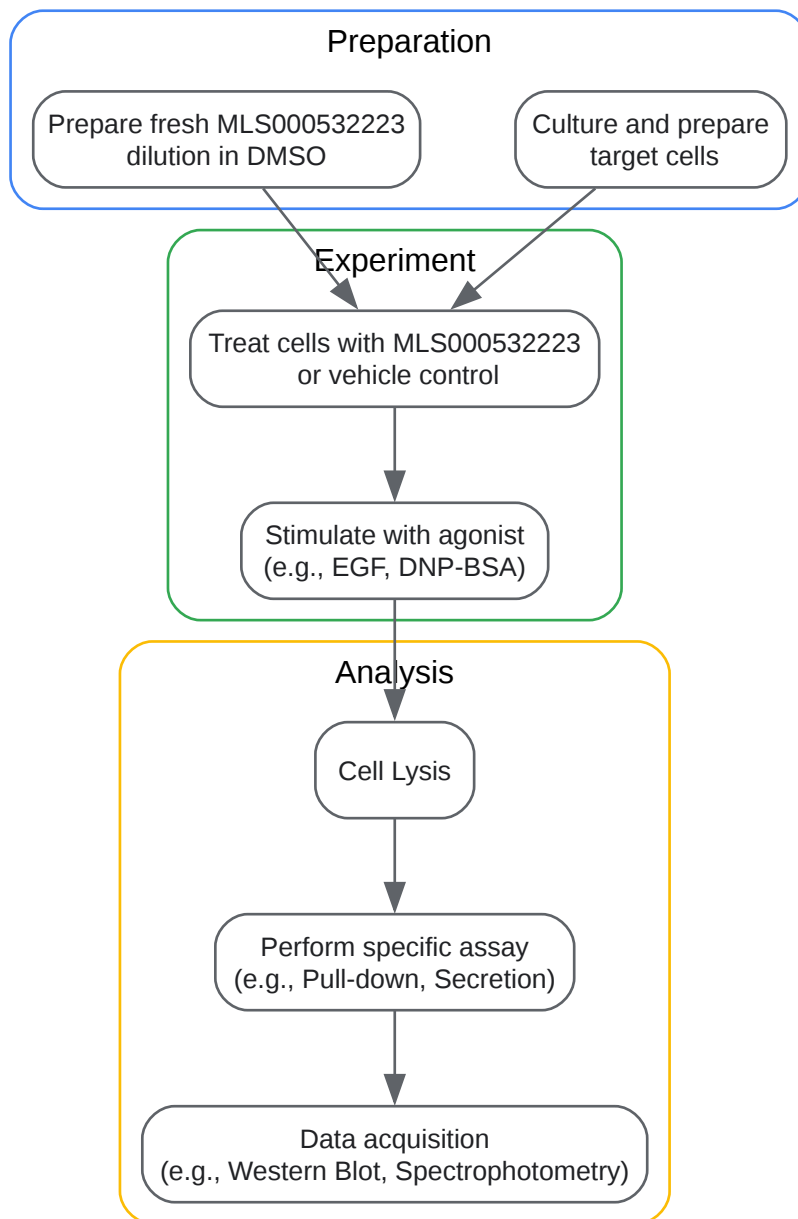 Preparation
Prepare fresh MLS000532223
dilution in DMSO
Culture and prepare
target cells
Experiment
Treat cells with MLS000532223
or vehicle control
Stimulate with agonist
(e.g., EGF, DNP-BSA)
Analysis
Cell Lysis
Perform specific assay
(e.g., Pull-down, Secretion)
Data acquisition
(e.g., Western Blot, Spectrophotometry)